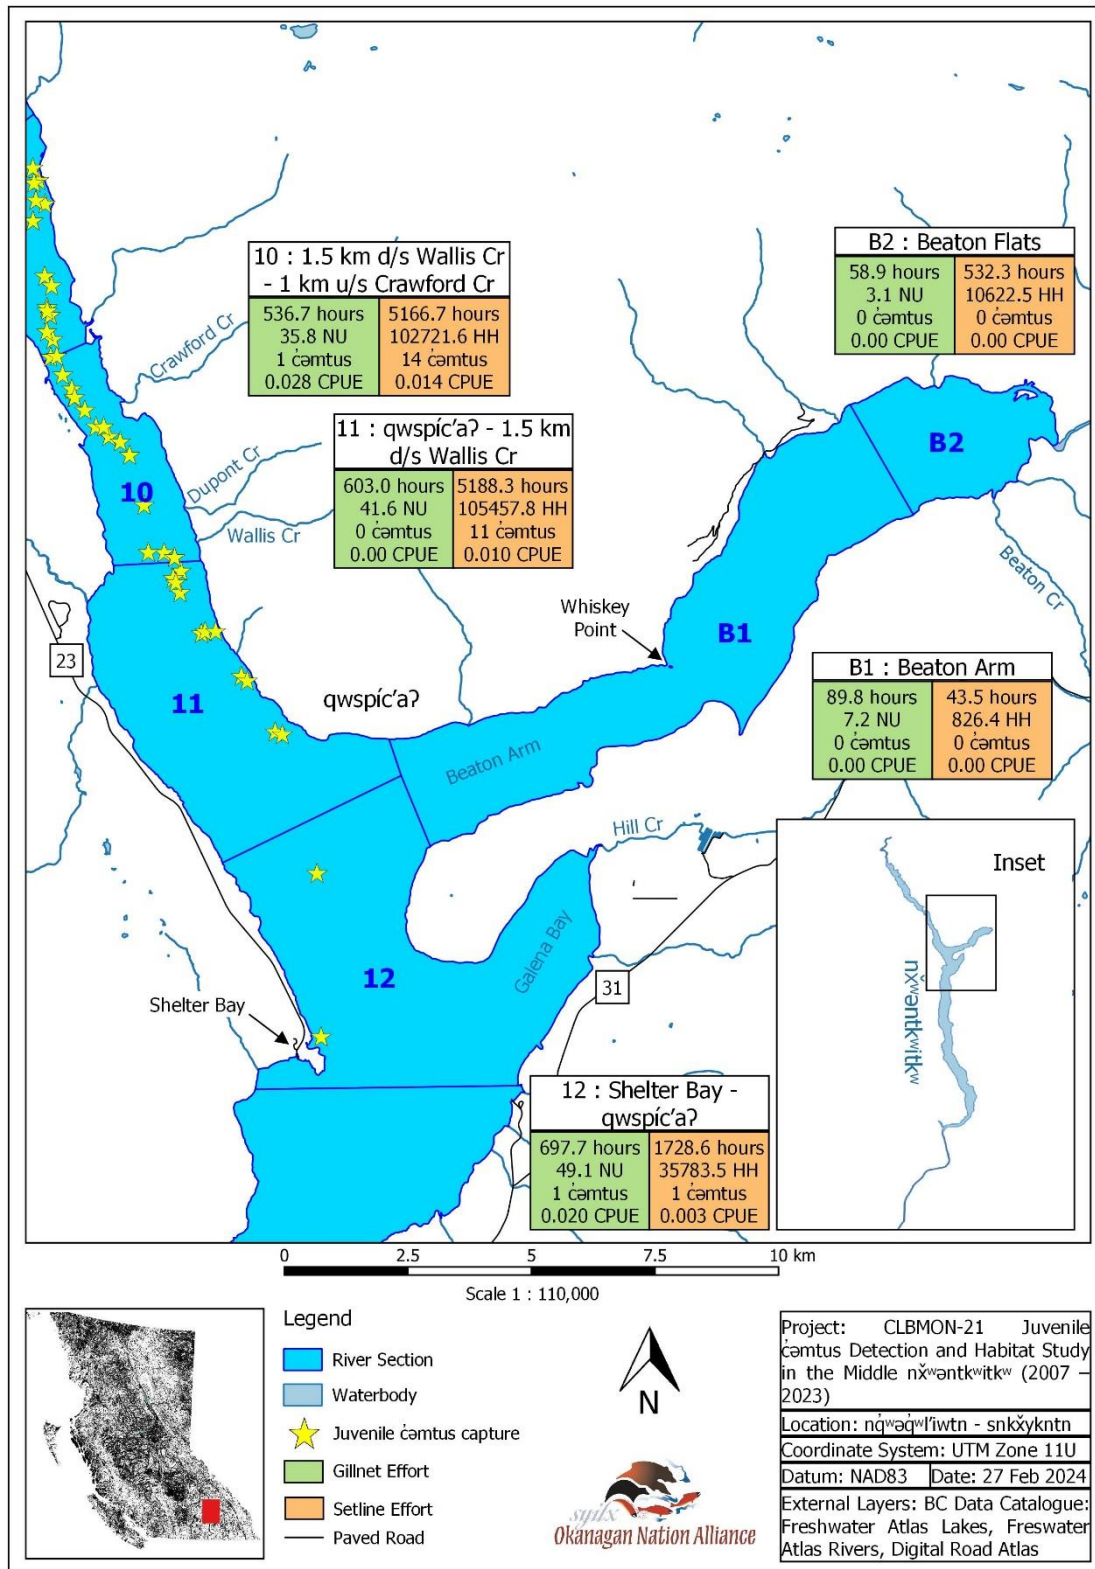 10 : 1.5 km d/s Wallis Cr
- 1 km u/s Crawford Cr
536.7 hours
35.8 NU
1 c̓əmtus
0.028 CPUE
5166.7 hours
102721.6 HH
14 c̓əmtus
0.014 CPUE
B2 : Beaton Flats
58.9 hours
3.1 NU
0 c̓əmtus
0.00 CPUE
532.3 hours
10622.5 HH
0 c̓əmtus
0.00 CPUE
Crawford Cr
11 : qwspíc'aʔ - 1.5 km
d/s Wallis Cr
603.0 hours
41.6 NU
0 c̓əmtus
0.00 CPUE
5188.3 hours
105457.8 HH
11 c̓əmtus
0.010 CPUE
B2
10
Dupont Cr
Wallis Cr
Beaton Cr
Whiskey
Point
B1
23
11
qwspíc'aʔ
Beaton Arm
B1 : Beaton Arm
89.8 hours
7.2 NU
0 c̓əmtus
0.00 CPUE
43.5 hours
826.4 HH
0 c̓əmtus
0.00 CPUE
Hill Cr
Inset
nx̌ʷəntkʷitkʷ
Galena Bay
12
31
Shelter Bay
12 : Shelter Bay -
qwspíc'aʔ
697.7 hours
49.1 NU
1 c̓əmtus
0.020 CPUE
1728.6 hours
35783.5 HH
1 c̓əmtus
0.003 CPUE
0 2.5 5 7.5 10 km
Scale 1 : 110,000
Legend
River Section
Waterbody
Juvenile c̓əmtus capture
Gillnet Effort
Setline Effort
Paved Road
N
syilx
Okanagan Nation Alliance
Project: CLBMON-21 Juvenile
c̓əmtus Detection and Habitat Study
in the Middle nx̌ʷəntkʷitkʷ (2007 –
2023)
Location: nq̓ʷəq̓ʷl'iwtn - snkx̌ykntn
Coordinate System: UTM Zone 11U
Datum: NAD83 Date: 27 Feb 2024
External Layers: BC Data Catalogue:
Freshwater Atlas Lakes, Freswater
Atlas Rivers, Digital Road Atlas